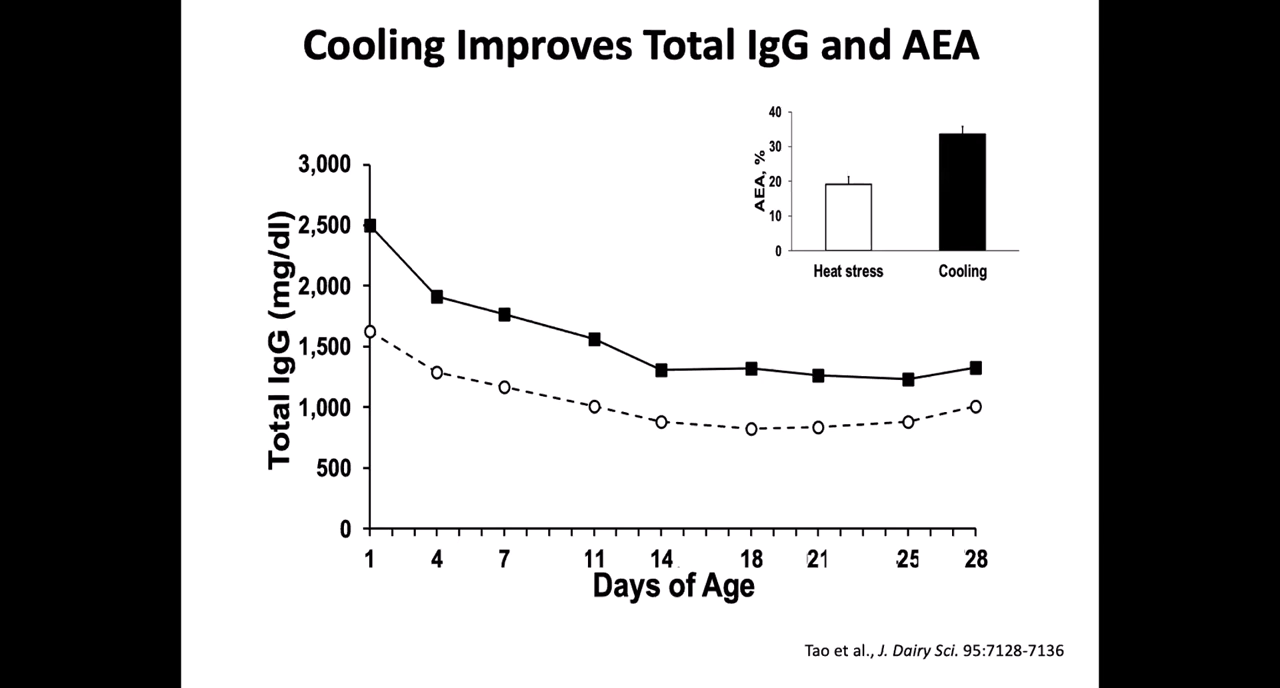 Cooling Improves Total IgG and AEA
40
30
20
10
0
AEA, %
Heat stress Cooling
3,000
2,500
2,000
1,500
1,000
500
0
Total IgG (mg/dl)
1 4 7 11 14 18 21 25 28
Days of Age
Tao et al., J. Dairy Sci. 95:7128-7136